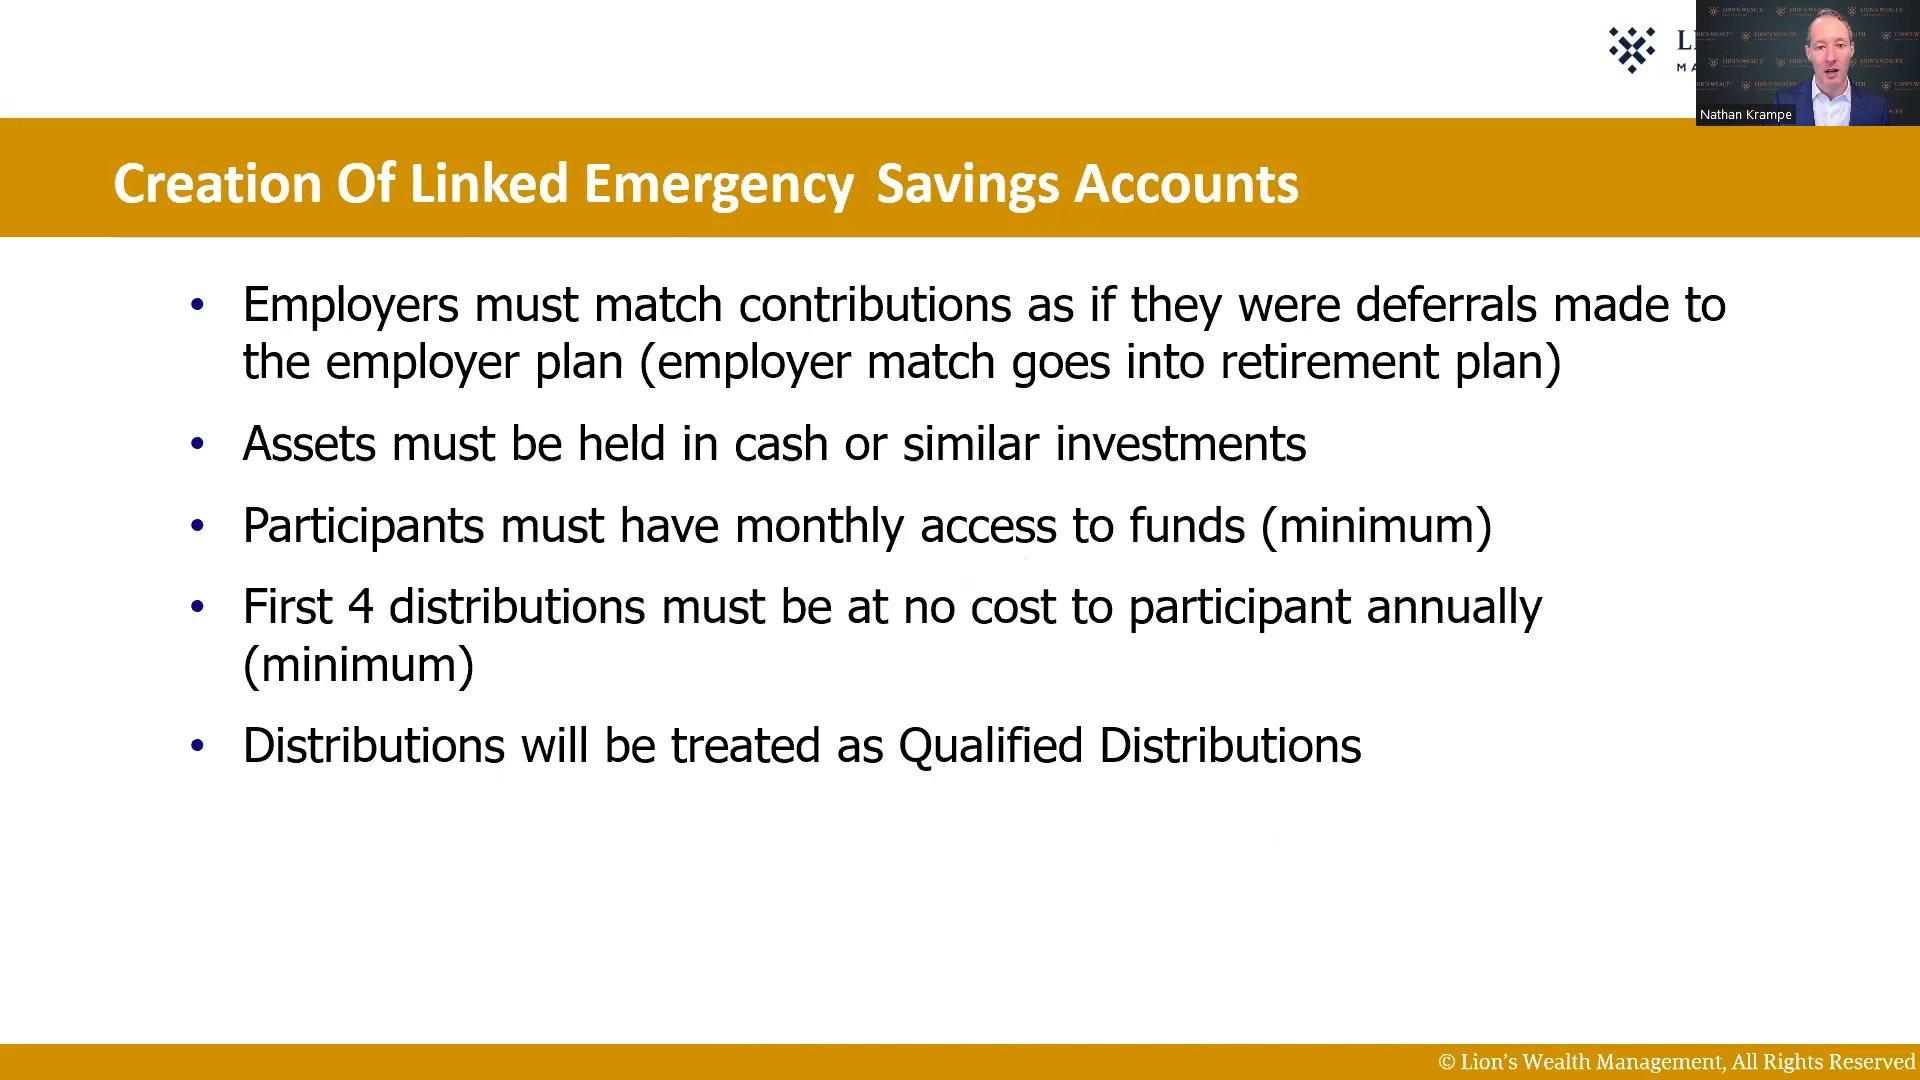 Nathan Krampe
Creation Of Linked Emergency Savings Accounts
• Employers must match contributions as if they were deferrals made to
the employer plan (employer match goes into retirement plan)
• Assets must be held in cash or similar investments
• Participants must have monthly access to funds (minimum)
• First 4 distributions must be at no cost to participant annually
(minimum)
• Distributions will be treated as Qualified Distributions
© Lion’s Wealth Management, All Rights Reserved